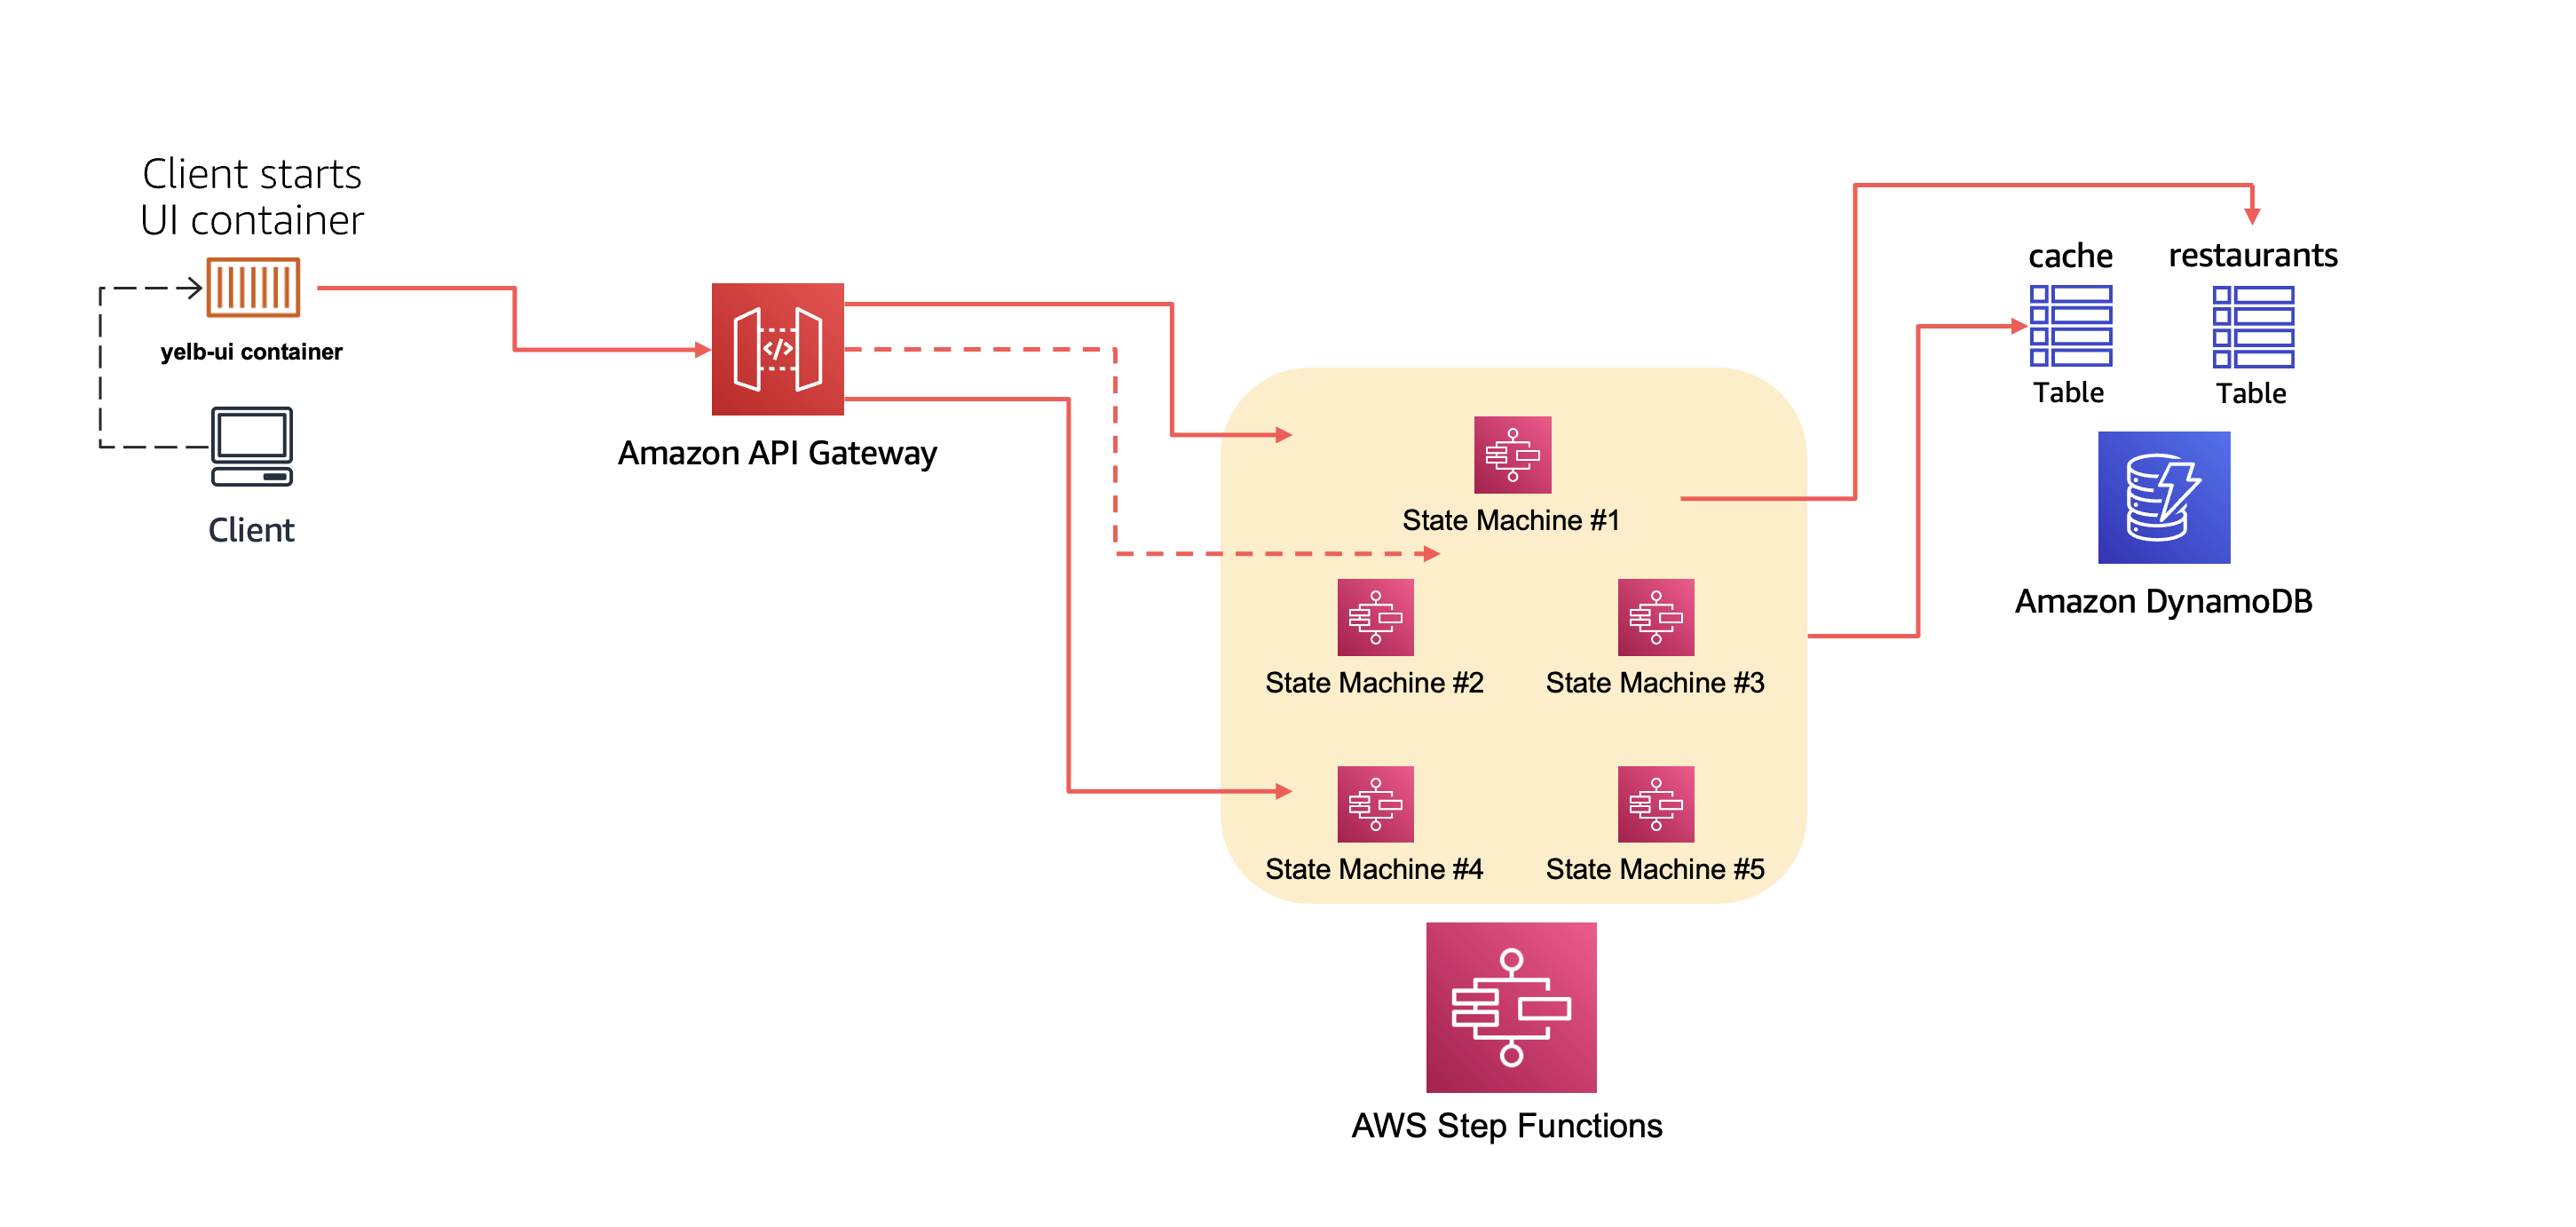 Client starts
UI container
yelb-ui container
Client
Amazon API Gateway
State Machine #1
State Machine #2
State Machine #3
State Machine #4
State Machine #5
AWS Step Functions
cache
restaurants
Table
Table
Amazon DynamoDB